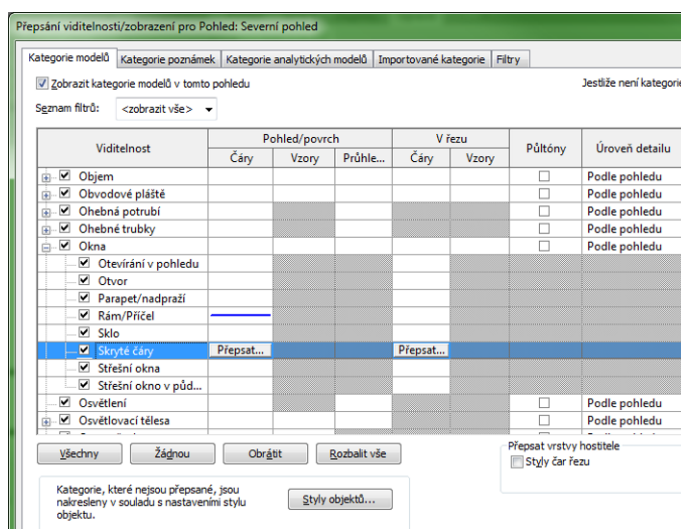 Přepsání viditelnosti/zobrazení pro Pohled: Severní pohled
Kategorie modelů Kategorie poznámek Kategorie analytických modelů Importované kategorie Filtry
Zobrazit kategorie modelů v tomto pohledu Jestliže není kategorie
Seznam filtrů: <zobrazit vše>
Viditelnost Pohled/povrch V řezu Půltóny Úroveň detailu
Čáry Vzory Průhle... Čáry Vzory
Objem Podle pohledu
Obvodové pláště Podle pohledu
Ohebná potrubí Podle pohledu
Ohebné trubky Podle pohledu
Okna Podle pohledu
Otevírání v pohledu
Otvor
Parapet/nadpraží
Rám/Příčel
Sklo
Skryté čáry Přepsat... Přepsat...
Střešní okna
Střešní okno v půd...
Osvětlení Podle pohledu
Osvětlovací tělesa Podle pohledu
Všechny Žádnou Obrátit Rozbalit vše
Přepsat vrstvy hostitele
Styly čar řezu
Kategorie, které nejsou přepsané, jsou
nakresleny v souladu s nastaveními stylu
objektu.
Styly objektů...